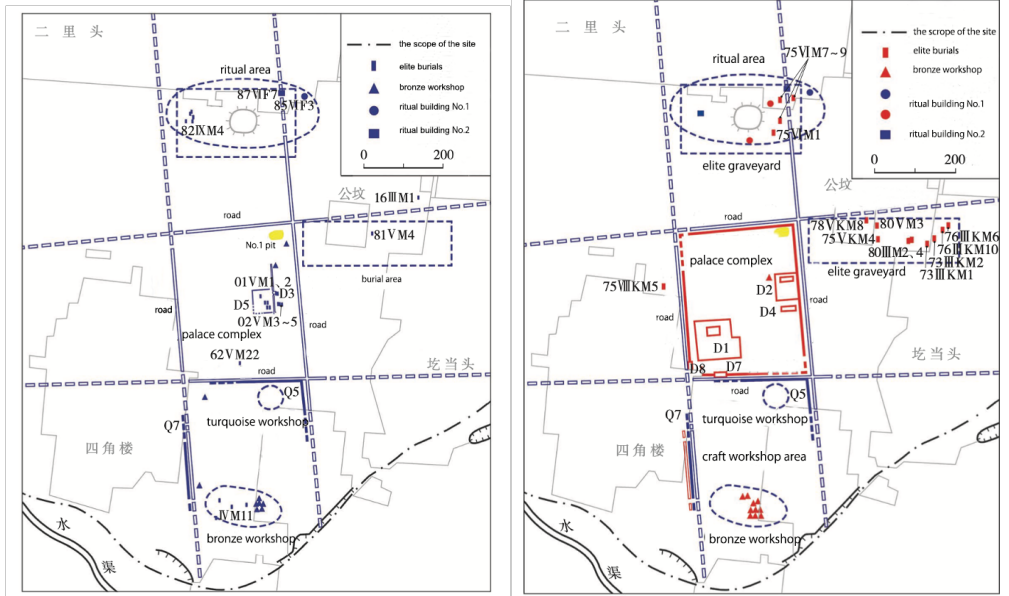 二里头
ritual area
87ⅥF7
85ⅥF3
82ⅨM4
the scope of the site
elite burials
bronze workshop
ritual building No.1
ritual building No.2
0
200
公坟
16ⅢM1
road
No.1 pit
81ⅤM4
burial area
01ⅤM1、2
D3
D5
02ⅤM3~5
road
road
palace complex
62ⅤM22
road
圪当头
Q5
Q7
turquoise workshop
四角楼
ⅣM11
bronze workshop
水
渠
二里头
ritual area
75ⅥM7~9
75ⅥM1
elite graveyard
the scope of the site
elite burials
bronze workshop
ritual building No.1
ritual building No.2
0
200
公坟
road
78ⅤKM8
80ⅤM3
75ⅤKM4
76ⅢKM6
80ⅢM2、4
76ⅢKM10
elite graveyard
73ⅢKM2
73ⅢKM1
palace complex
75ⅧKM5
D2
road
D4
D1
D8
D7
圪当头
road
Q5
Q7
turquoise workshop
四角楼
craft workshop area
bronze workshop
水
渠